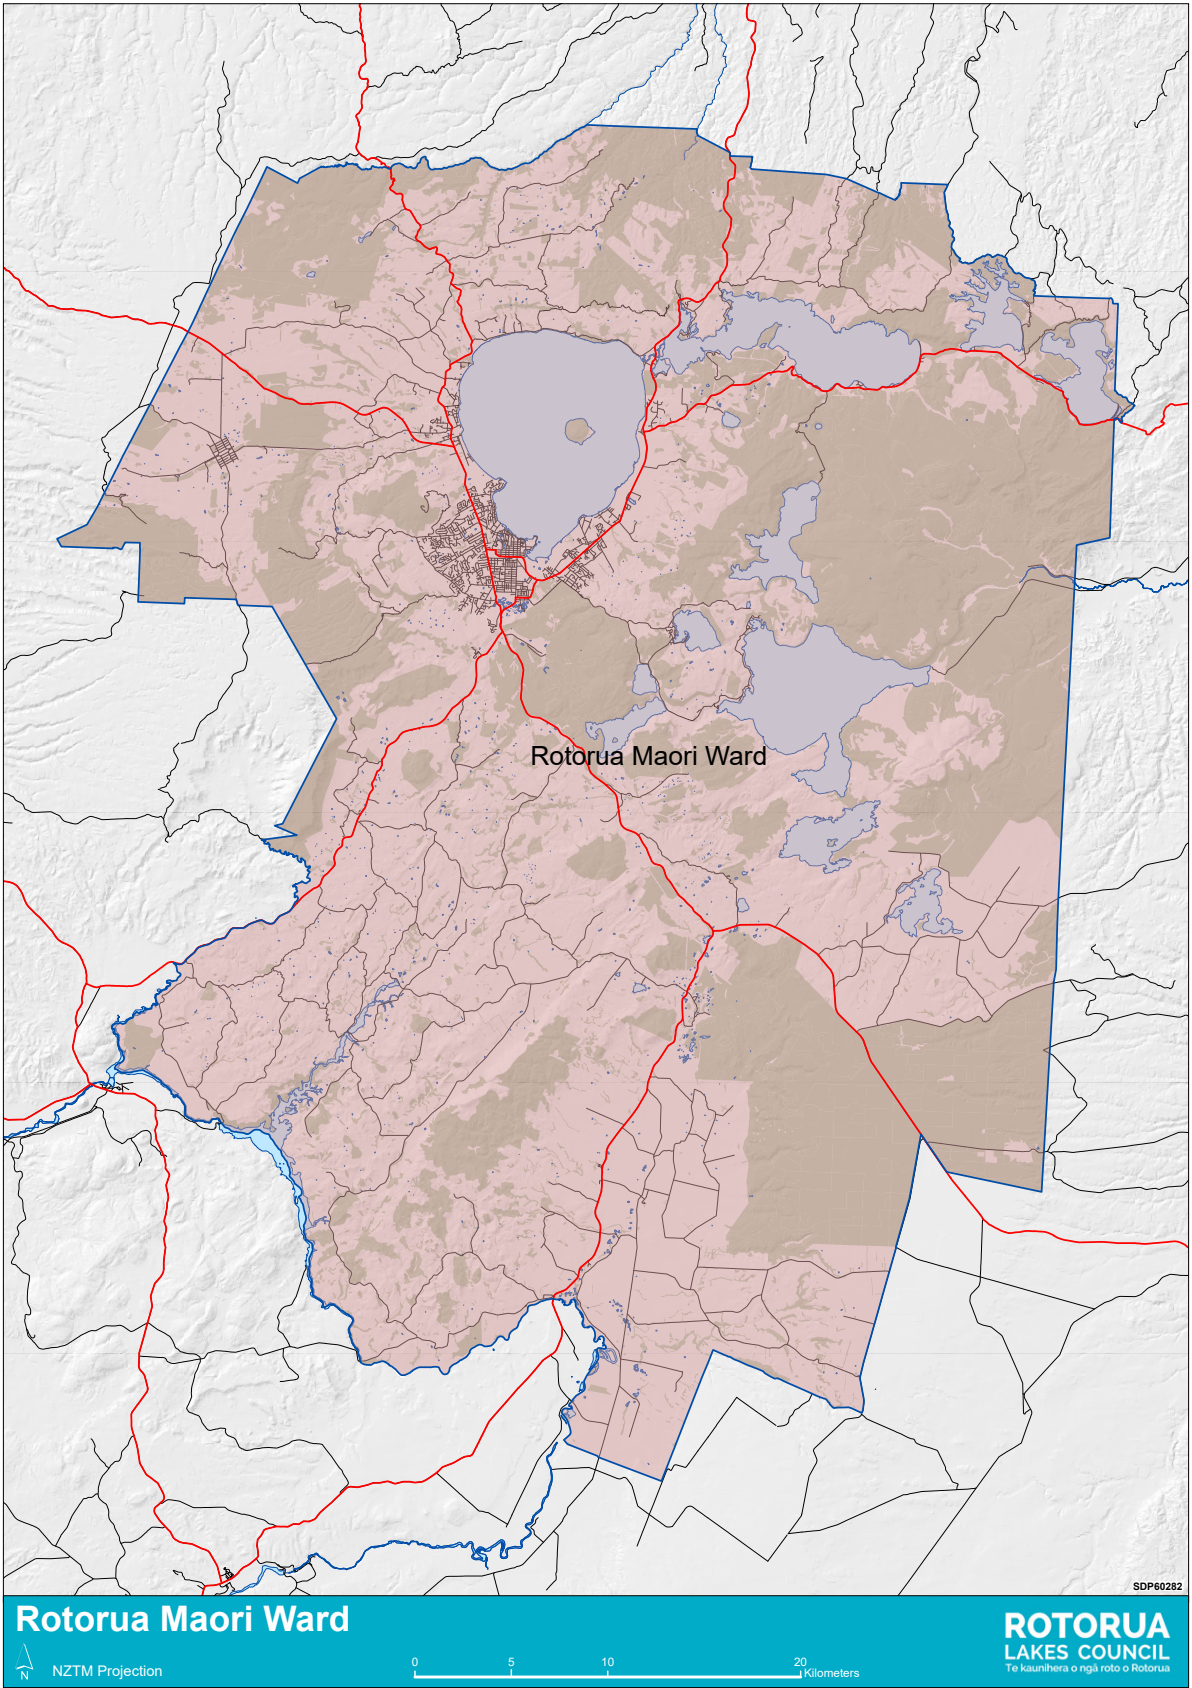 Rotorua Maori Ward
SDP60282
Rotorua Maori Ward
N
NZTM Projection
0 5 10 20
Kilometers
ROTORUA
LAKES COUNCIL
Te kaunihera o ngā roto o Rotorua